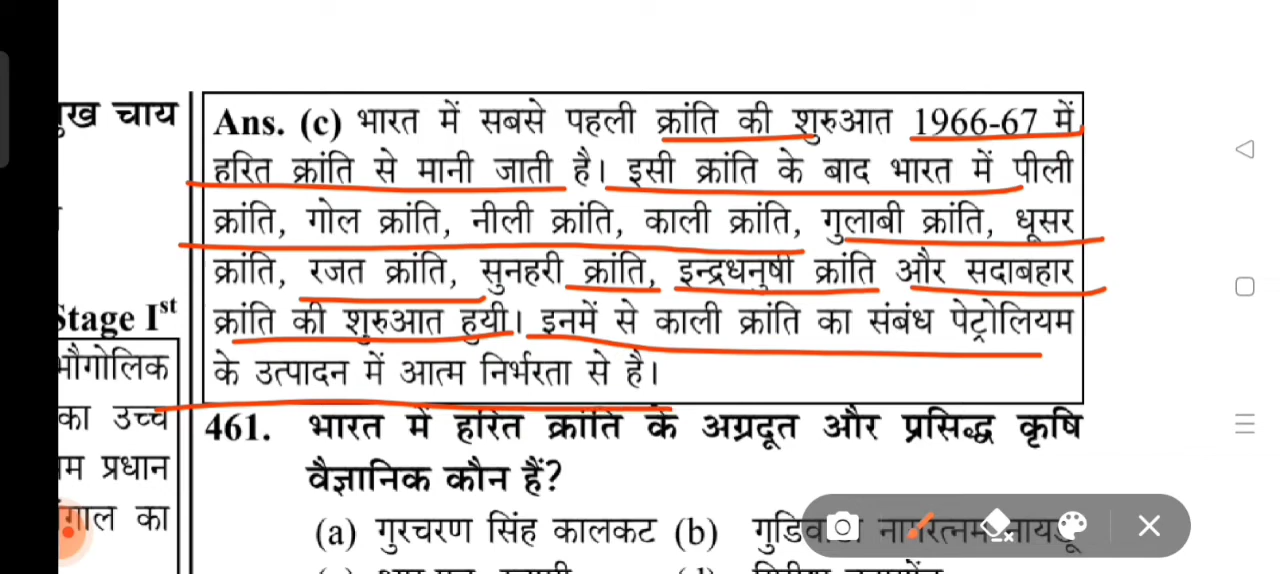 चाय
Stage Iˢᵗ
भौगोलिक
का उच्च
प्रधान
का
Ans. (c) भारत में सबसे पहली क्रांति की शुरुआत 1966-67 में
हरित क्रांति से मानी जाती है। इसी क्रांति के बाद भारत में पीली
क्रांति, गोल क्रांति, नीली क्रांति, काली क्रांति, गुलाबी क्रांति, धूसर
क्रांति, रजत क्रांति, सुनहरी क्रांति, इन्द्रधनुषी क्रांति और सदाबहार
क्रांति की शुरुआत हुयी। इनमें से काली क्रांति का संबंध पेट्रोलियम
के उत्पादन में आत्म निर्भरता से है।
461. भारत में हरित क्रांति के अग्रदूत और प्रसिद्ध कृषि
वैज्ञानिक कौन हैं?
(a) गुरचरण सिंह कालकट (b)